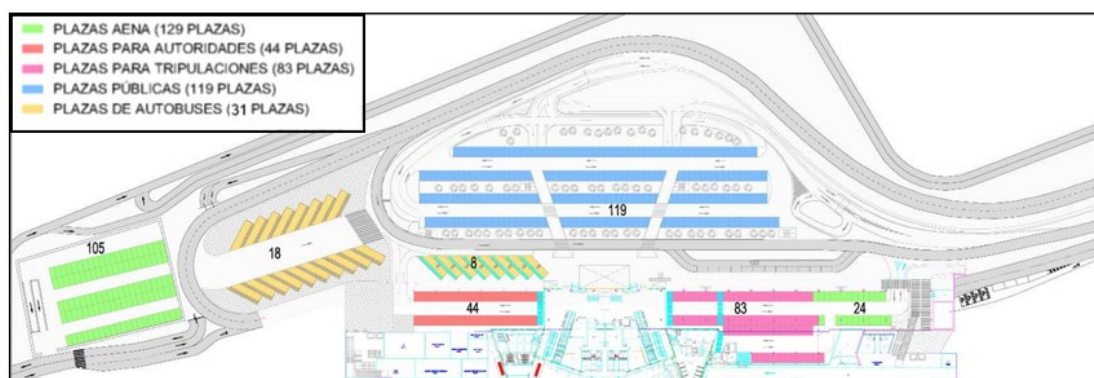 PLAZAS AENA (129 PLAZAS)
PLAZAS PARA AUTORIDADES (44 PLAZAS)
PLAZAS PARA TRIPULACIONES (83 PLAZAS)
PLAZAS PÚBLICAS (119 PLAZAS)
PLAZAS DE AUTOBUSES (31 PLAZAS)
119
105
18
8
44
83
24